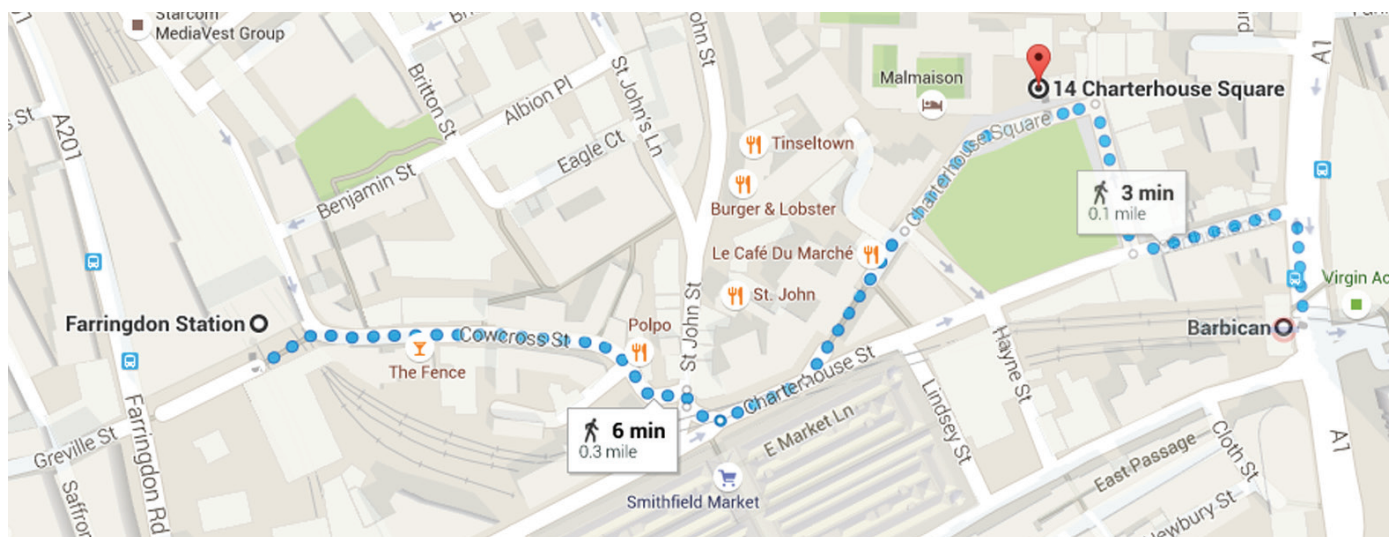 Starcom
MediaVest Group
A201
Britton St
Albion Pl
St John's Ln
Eagle Ct
Benjamin St
Malmaison
14 Charterhouse Square
A1
Tinseltown
Charterhouse Square
Burger & Lobster
3 min
0.1 mile
Le Café Du Marché
St. John
St John St
Farringdon Station
Cowcross St
Polpo
The Fence
Virgin
Barbican
Charterhouse St
Hayne St
Lindsey St
6 min
0.3 mile
E Market Ln
Smithfield Market
Greville St
Farringdon Rd
Saffron
East Passage
Cloth St
Newbury St
A1